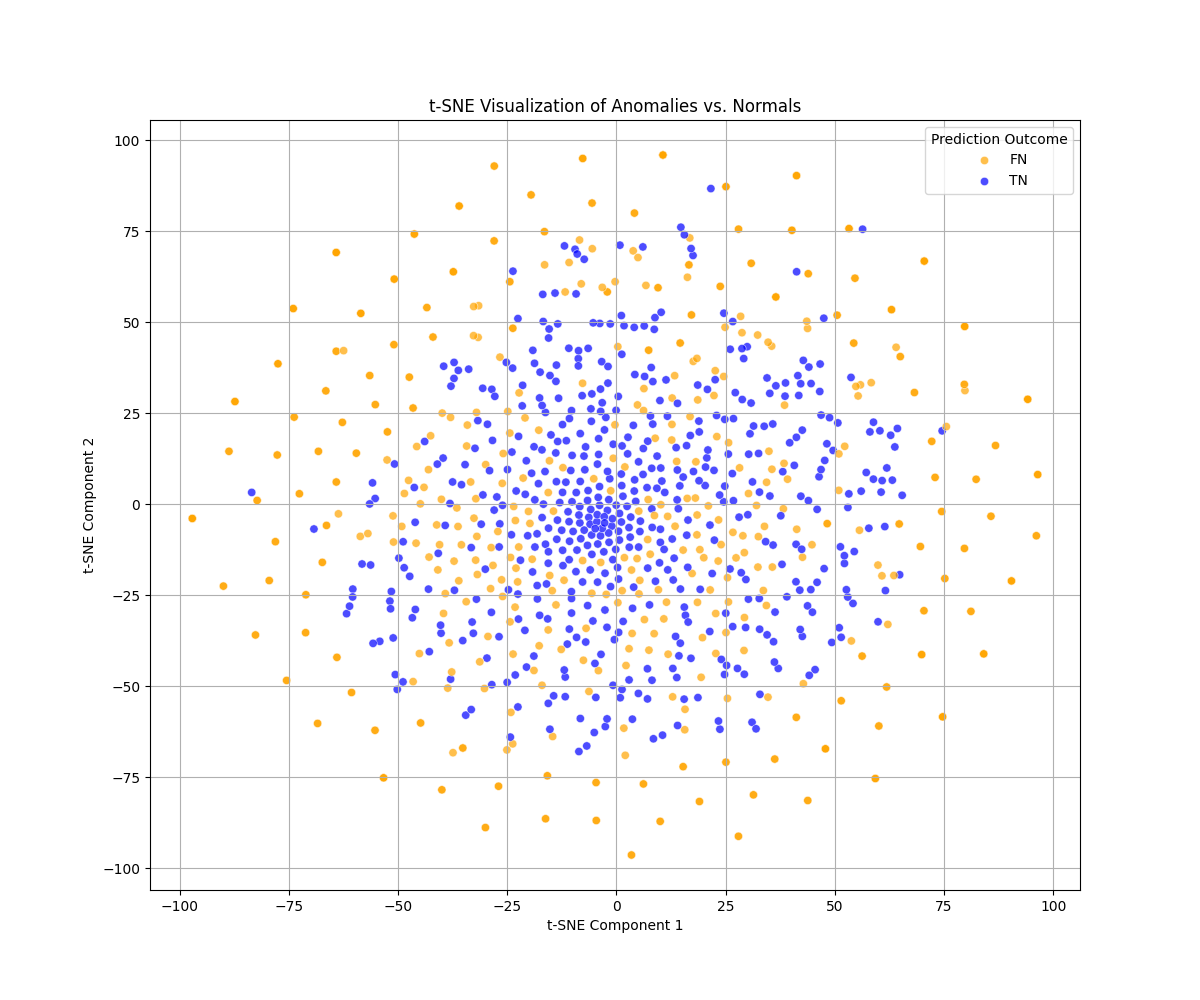 t-SNE Visualization of Anomalies vs. Normals
Prediction Outcome
FN
TN
100
75
50
25
0
−25
−50
−75
−100
t-SNE Component 2
−100 −75 −50 −25 0 25 50 75 100
t-SNE Component 1